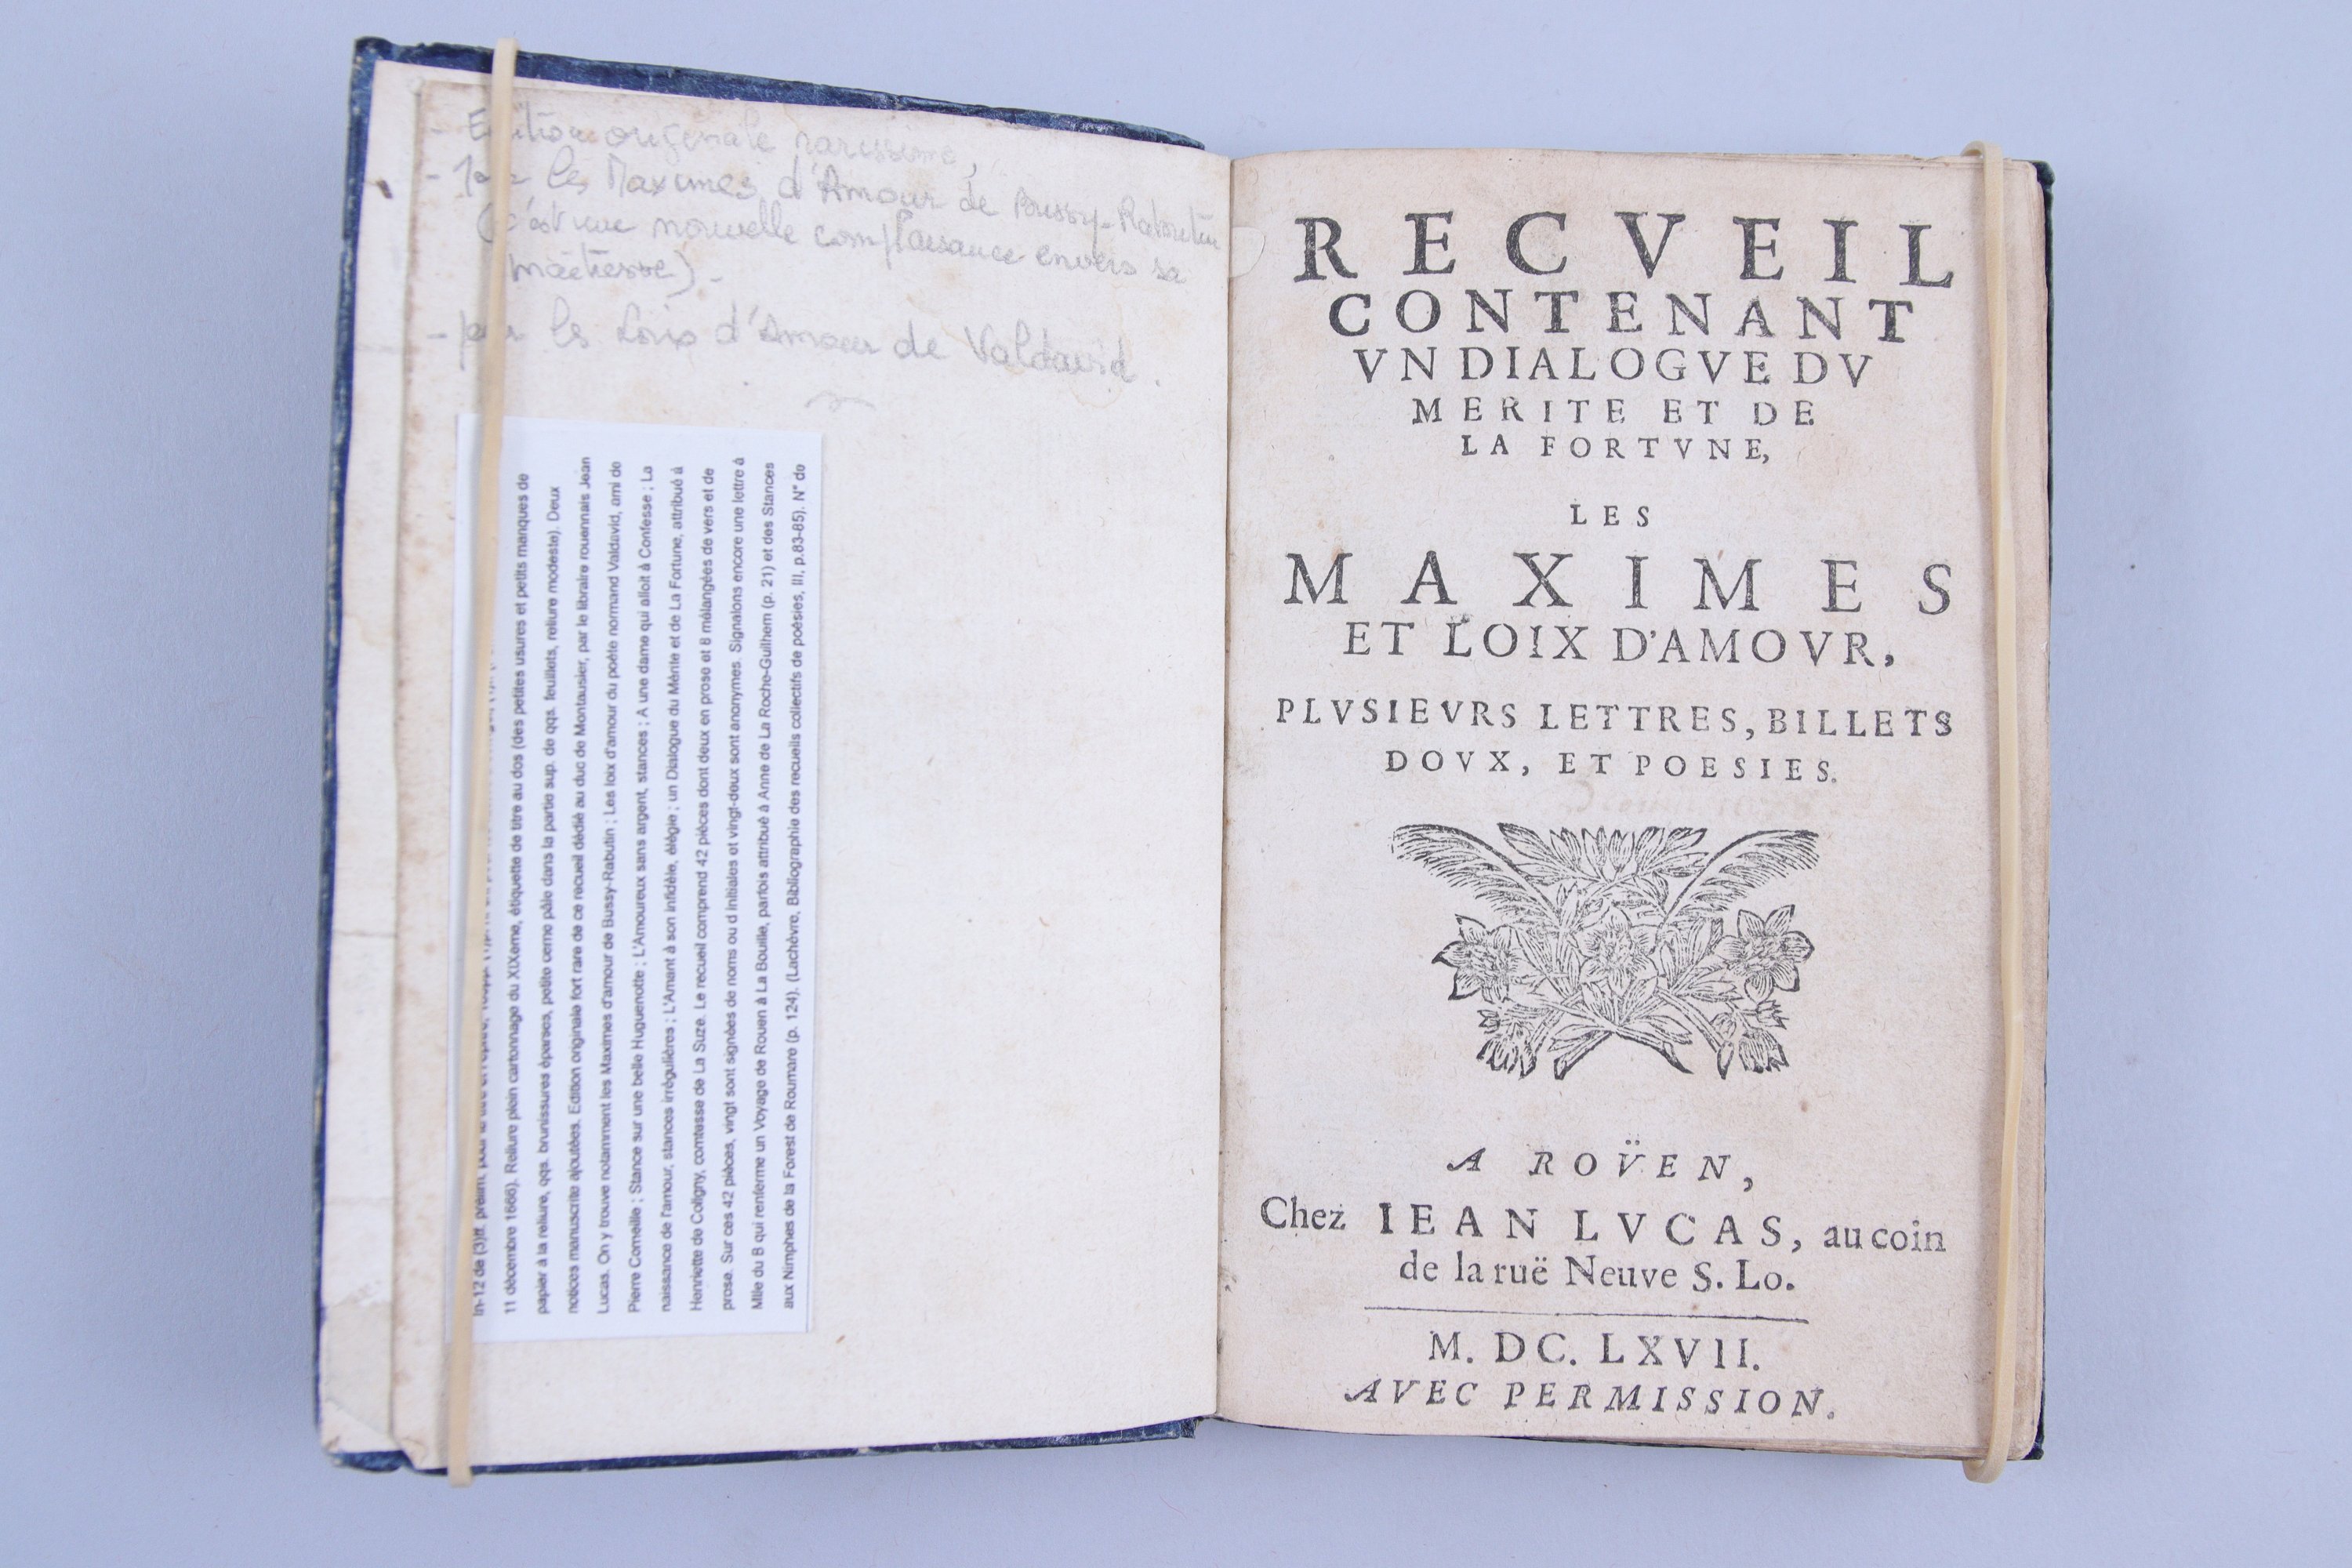 - Edition originale rarissime,
- les Maximes d'Amour de Bussy-Rabutin
(c'est une nouvelle complaisance envers sa
maîtresse).-
- pour les Loix d'Amour de Valdavid.
In-12 de (3)ff. prélim. pour
11 décembre 1666). Reliure plein cartonnage du XIXème, étiquette de titre au dos (des petites usures et petits manques de
papier à la reliure, qqs. brunissures éparses, petite cerne pâle dans la partie sup. de qqs. feuillets, reliure modeste). Deux
notices manuscrite ajoutées. Edition originale fort rare de ce recueil dédié au duc de Montausier, par le libraire rouennais Jean
Lucas. On y trouve notamment les Maximes d'amour de Bussy-Rabutin ; Les loix d'amour du poète normand Valdavid, ami de
Pierre Corneille ; Stance sur une belle Huguenotte ; L'Amoureux sans argent, stances ; A une dame qui alloit à Confesse ; La
naissance de l'amour, stances irrégulières ; L'Amant à son infidèle, élégie ; un Dialogue du Mérite et de La Fortune, attribué à
Henriette de Coligny, comtesse de La Suze. Le recueil comprend 42 pièces dont deux en prose et 8 mélangées de vers et de
prose. Sur ces 42 pièces, vingt sont signées de noms ou d initiales et vingt-deux sont anonymes. Signalons encore une lettre à
Mlle du B qui renferme un Voyage de Rouen à La Bouille, parfois attribué à Anne de La Roche-Guilhem (p. 21) et des Stances
aux Nimphes de la Forest de Roumare (p. 124). (Lachèvre, Bibliographie des recueils collectifs de poésies, III, p.83-85). N° de
RECVEIL
CONTENANT
VN DIALOGVE DV
MERITE ET DE
LA FORTVNE,
LES
MAXIMES
ET LOIX D'AMOVR,
PLVSIEVRS LETTRES, BILLETS
DOVX, ET POESIES.
A ROV̈EN,
Chez IEAN LVCAS, au coin
de la ruë Neuve S. Lo.
M. DC. LXVII.
AVEC PERMISSION.